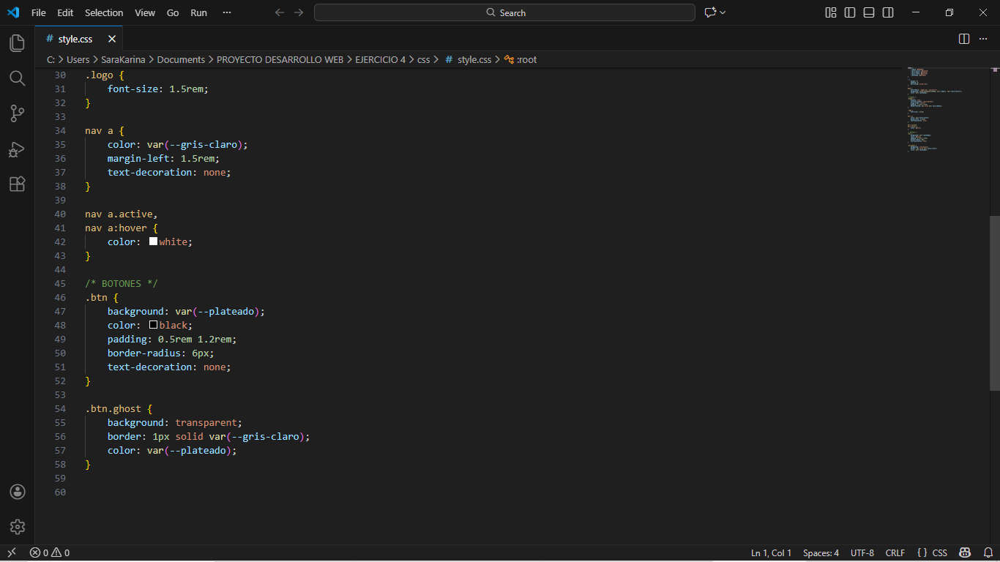 File Edit Selection View Go Run ··· Search
# style.css
C: > Users > SaraKarina > Documents > PROYECTO DESARROLLO WEB > EJERCICIO 4 > css > # style.css > :root
30 .logo {
31 font-size: 1.5rem;
32 }
33
34 nav a {
35 color: var(--gris-claro);
36 margin-left: 1.5rem;
37 text-decoration: none;
38 }
39
40 nav a.active,
41 nav a:hover {
42 color: white;
43 }
44
45 /* BOTONES */
46 .btn {
47 background: var(--plateado);
48 color: black;
49 padding: 0.5rem 1.2rem;
50 border-radius: 6px;
51 text-decoration: none;
52 }
53
54 .btn.ghost {
55 background: transparent;
56 border: 1px solid var(--gris-claro);
57 color: var(--plateado);
58 }
59
60
0 0 Ln 1, Col 1 Spaces: 4 UTF-8 CRLF { } CSS